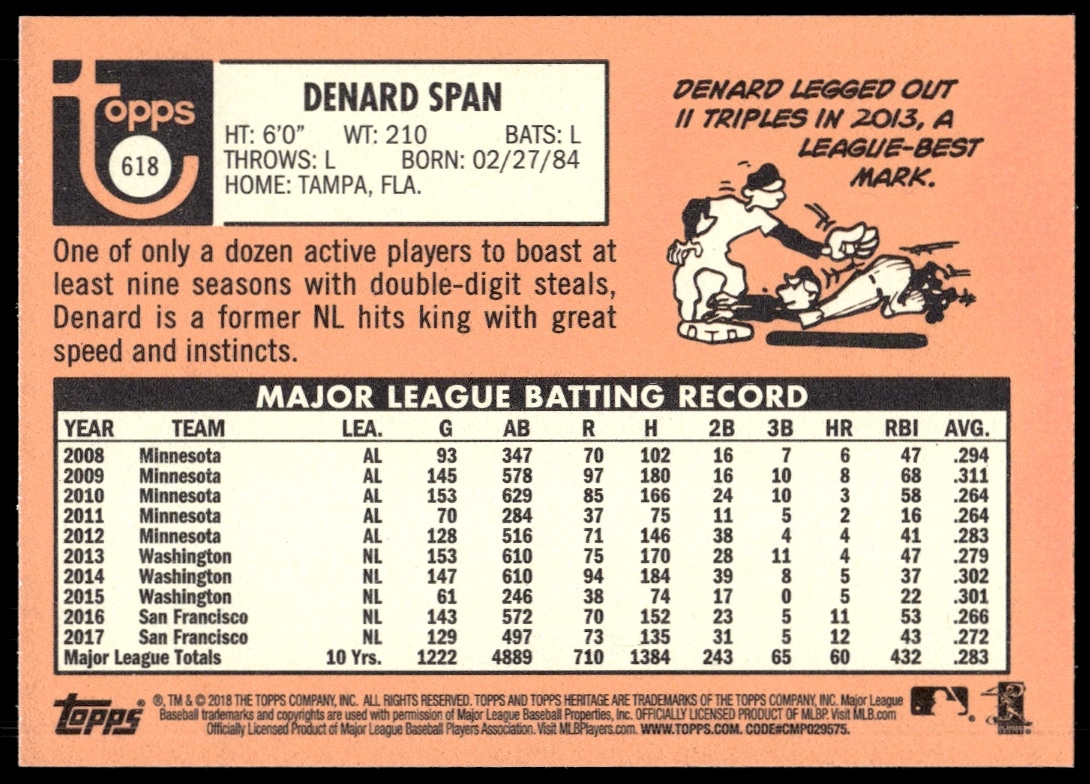 topps
618
DENARD SPAN
HT: 6'0" WT: 210 BATS: L
THROWS: L BORN: 02/27/84
HOME: TAMPA, FLA.
DENARD LEGGED OUT
11 TRIPLES IN 2013, A
LEAGUE-BEST
MARK.
One of only a dozen active players to boast at
least nine seasons with double-digit steals,
Denard is a former NL hits king with great
speed and instincts.
MAJOR LEAGUE BATTING RECORD
YEAR TEAM LEA. G AB R H 2B 3B HR RBI AVG.
2008 Minnesota AL 93 347 70 102 16 7 6 47 .294
2009 Minnesota AL 145 578 97 180 16 10 8 68 .311
2010 Minnesota AL 153 629 85 166 24 10 3 58 .264
2011 Minnesota AL 70 284 37 75 11 5 2 16 .264
2012 Minnesota AL 128 516 71 146 38 4 4 41 .283
2013 Washington NL 153 610 75 170 28 11 4 47 .279
2014 Washington NL 147 610 94 184 39 8 5 37 .302
2015 Washington NL 61 246 38 74 17 0 5 22 .301
2016 San Francisco NL 143 572 70 152 23 5 11 53 .266
2017 San Francisco NL 129 497 73 135 31 5 12 43 .272
Major League Totals 10 Yrs. 1222 4889 710 1384 243 65 60 432 .283
topps® ®, TM & © 2018 THE TOPPS COMPANY, INC. ALL RIGHTS RESERVED. TOPPS AND TOPPS HERITAGE ARE TRADEMARKS OF THE TOPPS COMPANY, INC. Major League
Baseball trademarks and copyrights are used with permission of Major League Baseball Properties, Inc. OFFICIALLY LICENSED PRODUCT OF MLBP. Visit MLB.com
Officially Licensed Product of Major League Baseball Players Association. Visit MLBPlayers.com. WWW.TOPPS.COM. CODE#CMP029575.